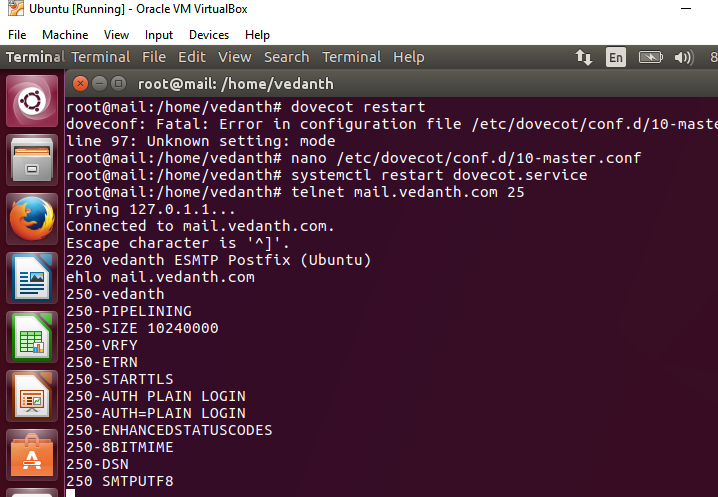 Ubuntu [Running] - Oracle VM VirtualBox
File Machine View Input Devices Help
Terminal Terminal File Edit View Search Terminal Help En 8
root@mail: /home/vedanth
root@mail:/home/vedanth# dovecot restart
doveconf: Fatal: Error in configuration file /etc/dovecot/conf.d/10-maste
line 97: Unknown setting: mode
root@mail:/home/vedanth# nano /etc/dovecot/conf.d/10-master.conf
root@mail:/home/vedanth# systemctl restart dovecot.service
root@mail:/home/vedanth# telnet mail.vedanth.com 25
Trying 127.0.1.1...
Connected to mail.vedanth.com.
Escape character is '^]'.
220 vedanth ESMTP Postfix (Ubuntu)
ehlo mail.vedanth.com
250-vedanth
250-PIPELINING
250-SIZE 10240000
250-VRFY
250-ETRN
250-STARTTLS
250-AUTH PLAIN LOGIN
250-AUTH=PLAIN LOGIN
250-ENHANCEDSTATUSCODES
250-8BITMIME
250-DSN
250 SMTPUTF8